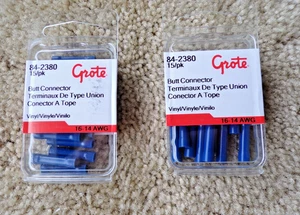 84-2380
15/pk
Grote
Butt Connector
Terminaux De Type Union
Conector A Tope
Vinyl/Vinyle/Vinilo
16-14 AWG
84-2380
15/pk
Grote
Butt Connector
Terminaux De Type Union
Conector A Tope
Vinyl/Vinyle/Vinilo
16-14 AWG